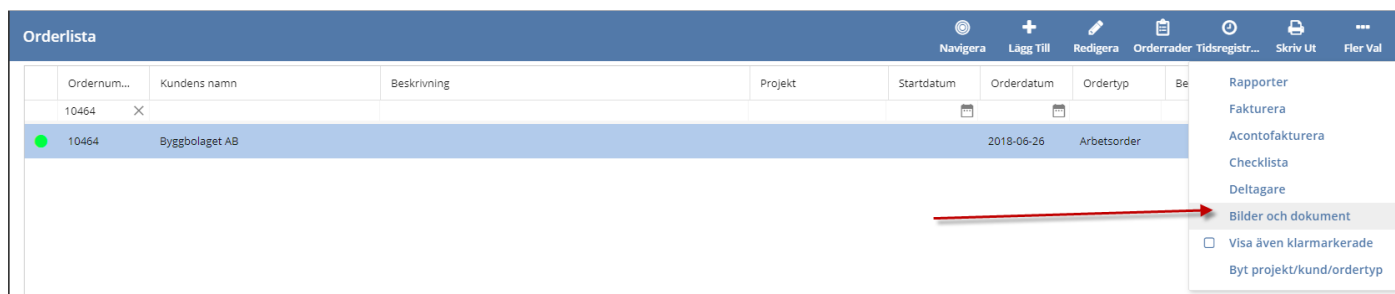 Orderlista
Navigera Lägg Till Redigera Orderrader Tidsregistr... Skriv Ut Fler Val
Ordernum... Kundens namn Beskrivning Projekt Startdatum Orderdatum Ordertyp Be
10464
10464 Byggbolaget AB 2018-06-26 Arbetsorder
Rapporter
Fakturera
Acontofakturera
Checklista
Deltagare
Bilder och dokument
Visa även klarmarkerade
Byt projekt/kund/ordertyp